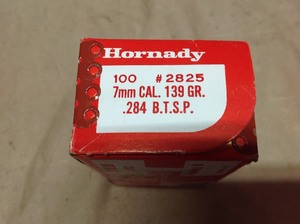 Hornady
100 #2825
7mm CAL. 139 GR.
.284 B.T.S.P.